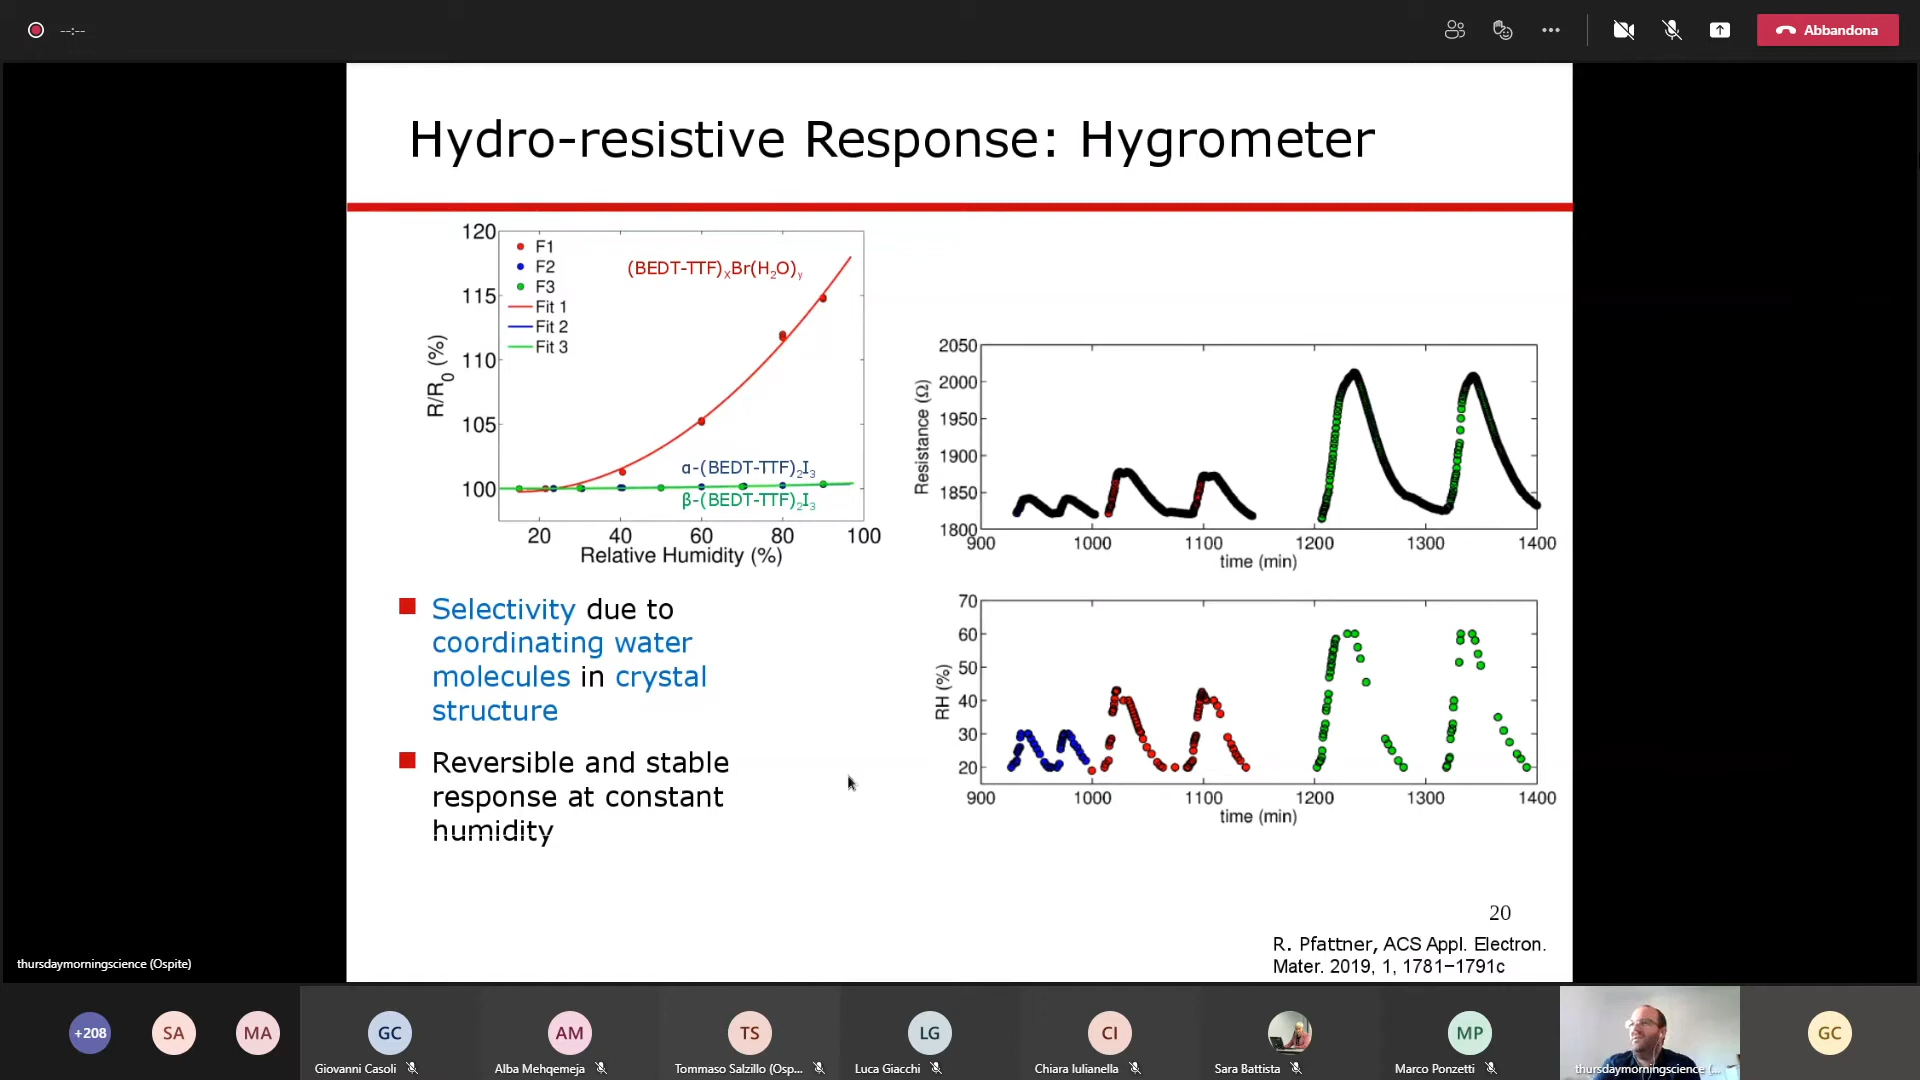 --:--
Abbandona
Hydro-resistive Response: Hygrometer
120
115
110
105
100
R/R0 (%)
F1
F2
F3
Fit 1
Fit 2
Fit 3
(BEDT-TTF)xBr(H2O)y
α-(BEDT-TTF)2I3
β-(BEDT-TTF)2I3
20 40 60 80 100
Relative Humidity (%)
2050
2000
1950
1900
1850
1800
Resistance (Ω)
900 1000 1100 1200 1300 1400
time (min)
70
60
50
40
30
20
RH (%)
900 1000 1100 1200 1300 1400
time (min)
Selectivity due to
coordinating water
molecules in crystal
structure
Reversible and stable
response at constant
humidity
20
R. Pfattner, ACS Appl. Electron.
Mater. 2019, 1, 1781–1791c
thursdaymorningscience (Ospite)
+208 SA MA GC AM TS LG CI MP GC
Giovanni Casoli Alba Mehqemeja Tommaso Salzillo (Osp... Luca Giacchi Chiara Iulianella Sara Battista Marco Ponzetti thursdaymorningscience (...